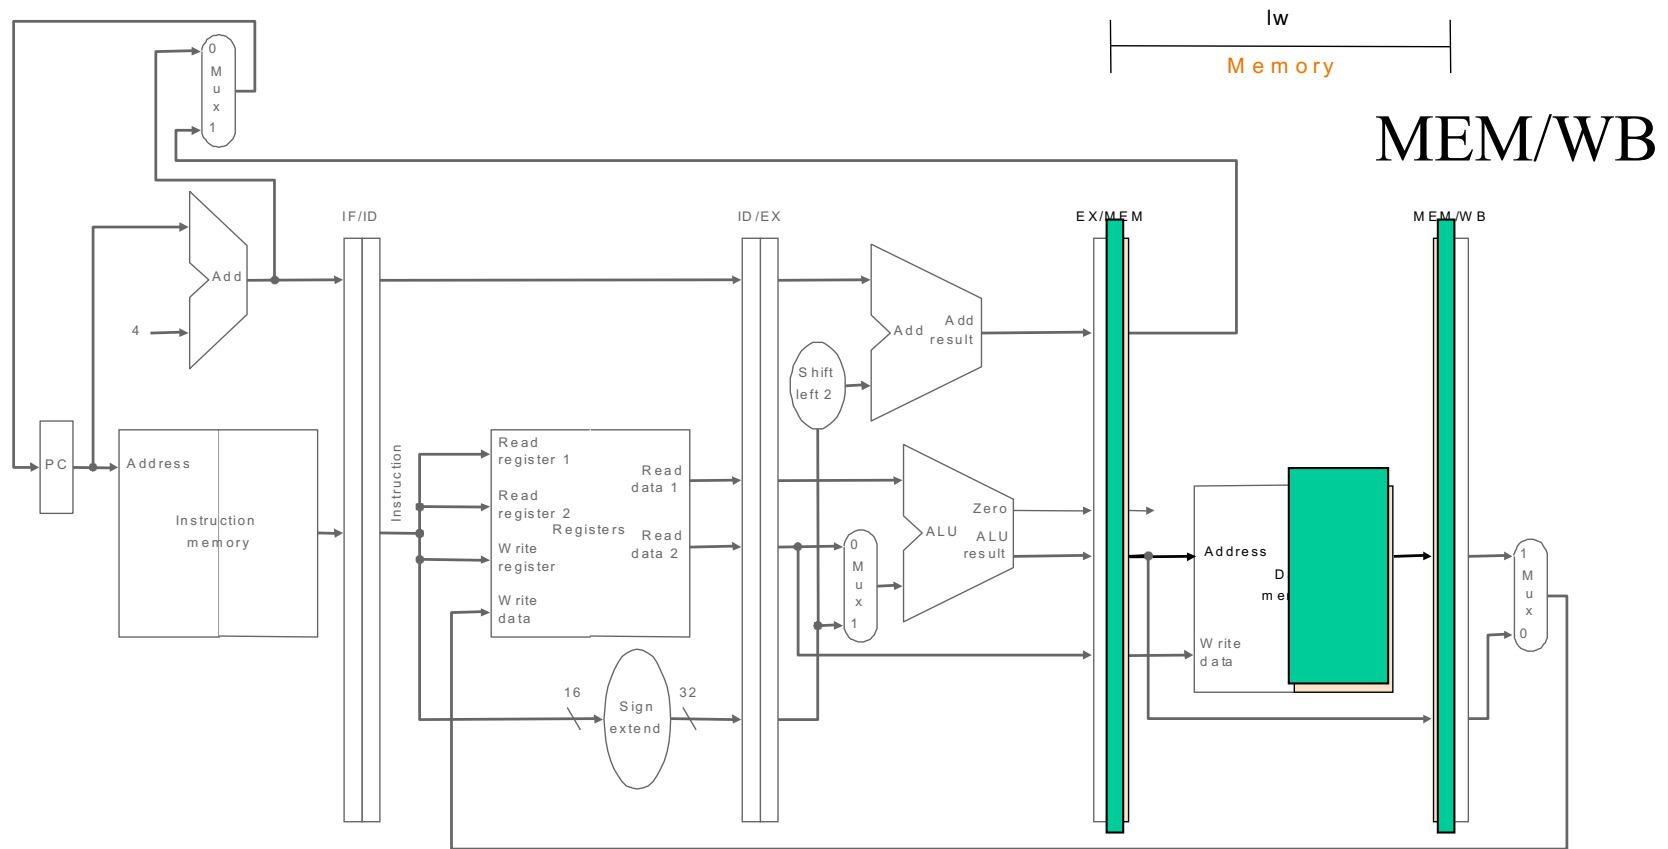 lw
Memory
MEM/WB
0
M
u
x
1
IF/ID
ID/EX
EX/MEM
MEM/WB
Add
4
Add
Add
result
Shift
left 2
PC
Address
Instruction
memory
Instruction
Read
register 1
Read
register 2
Write
register
Write
data
Registers
Read
data 1
Read
data 2
0
M
u
x
1
Zero
ALU
ALU
result
Address
Write
data
1
M
u
x
0
16
Sign
extend
32